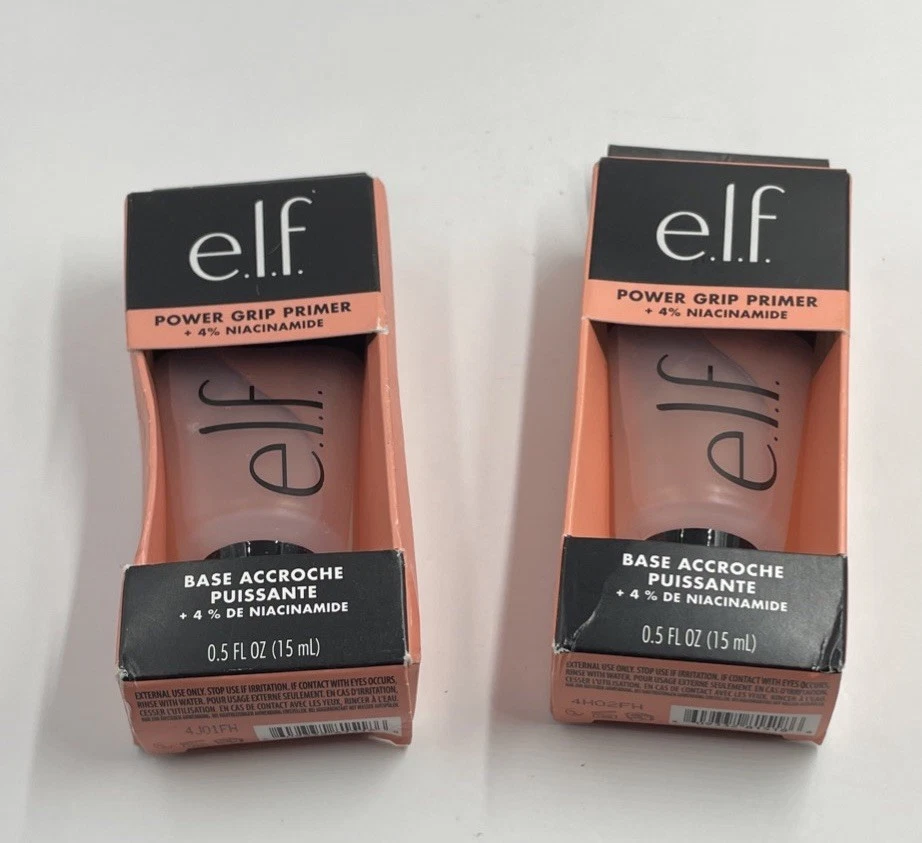 e.l.f.
POWER GRIP PRIMER
+ 4% NIACINAMIDE
e.l.f.
BASE ACCROCHE
PUISSANTE
+ 4 % DE NIACINAMIDE
0.5 FL OZ (15 mL)
EXTERNAL USE ONLY. STOP USE IF IRRITATION. IF CONTACT WITH EYES OCCURS,
RINSE WITH WATER. POUR USAGE EXTERNE SEULEMENT. EN CAS D'IRRITATION,
CESSER L'UTILISATION. EN CAS DE CONTACT AVEC LES YEUX, RINCER À L'EAU
4J01FH
e.l.f.
POWER GRIP PRIMER
+ 4% NIACINAMIDE
e.l.f.
BASE ACCROCHE
PUISSANTE
+ 4 % DE NIACINAMIDE
0.5 FL OZ (15 mL)
EXTERNAL USE ONLY. STOP USE IF IRRITATION. IF CONTACT WITH EYES OCCURS,
RINSE WITH WATER. POUR USAGE EXTERNE SEULEMENT. EN CAS D'IRRITATION,
CESSER L'UTILISATION. EN CAS DE CONTACT AVEC LES YEUX, RINCER À L'EAU
4H02FH